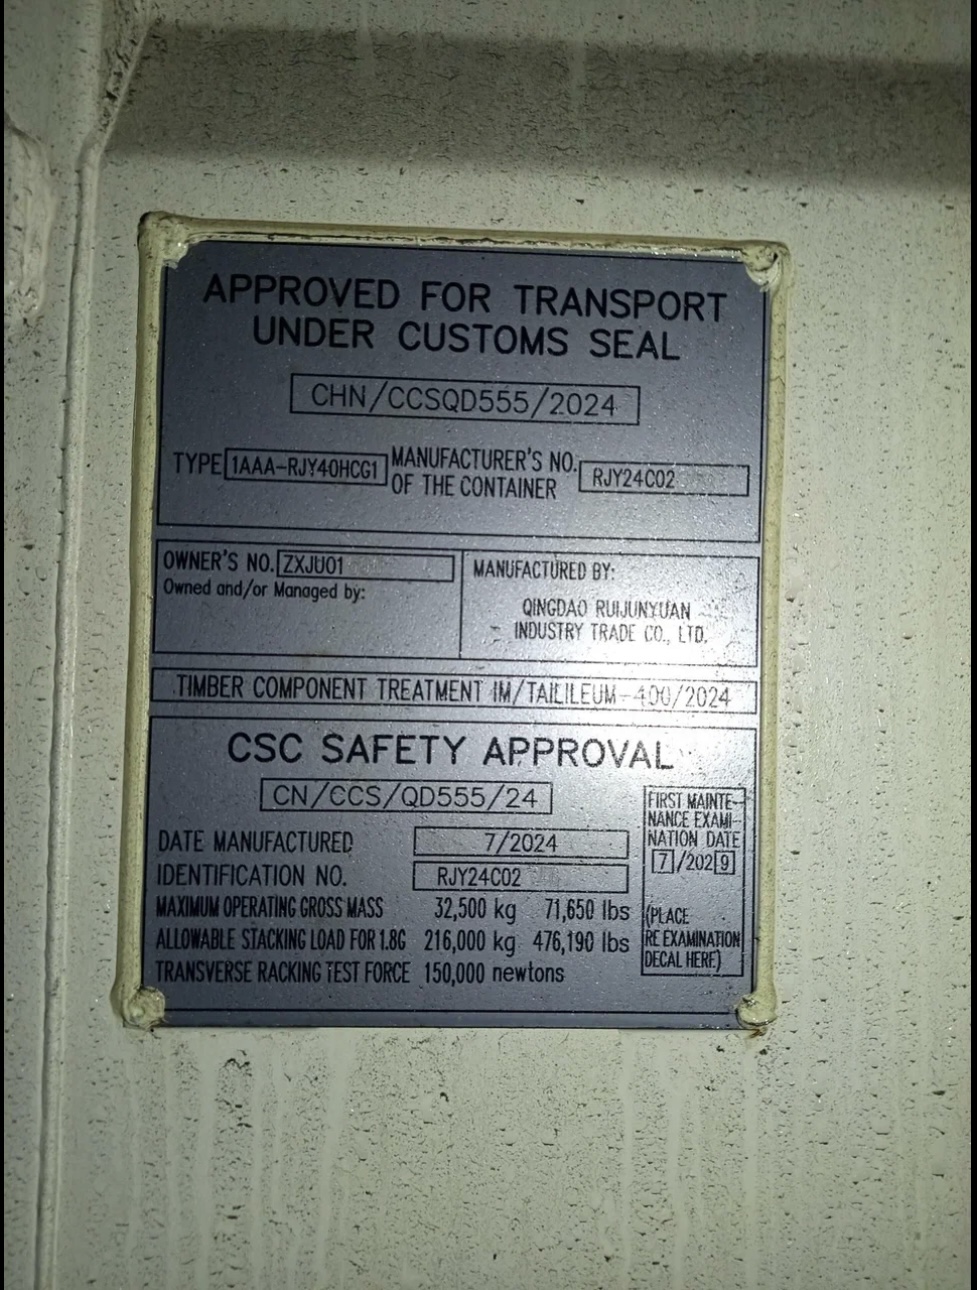 APPROVED FOR TRANSPORT
UNDER CUSTOMS SEAL
CHN/CCSQD555/2024
TYPE 1AAA-RJY40HCG1 MANUFACTURER'S NO.
OF THE CONTAINER RJY24C02
OWNER'S NO. ZXJU01
Owned and/or Managed by:
MANUFACTURED BY:
QINGDAO RUIJUNYUAN
INDUSTRY TRADE CO., LTD.
TIMBER COMPONENT TREATMENT IM/TAILILEUM-400/2024
CSC SAFETY APPROVAL
CN/CCS/QD555/24
DATE MANUFACTURED 7/2024
IDENTIFICATION NO. RJY24C02
MAXIMUM OPERATING GROSS MASS 32,500 kg 71,650 lbs
ALLOWABLE STACKING LOAD FOR 1.8G 216,000 kg 476,190 lbs
TRANSVERSE RACKING TEST FORCE 150,000 newtons
FIRST MAINTE-
NANCE EXAMI-
NATION DATE
7/2029
(PLACE
RE EXAMINATION
DECAL HERE)